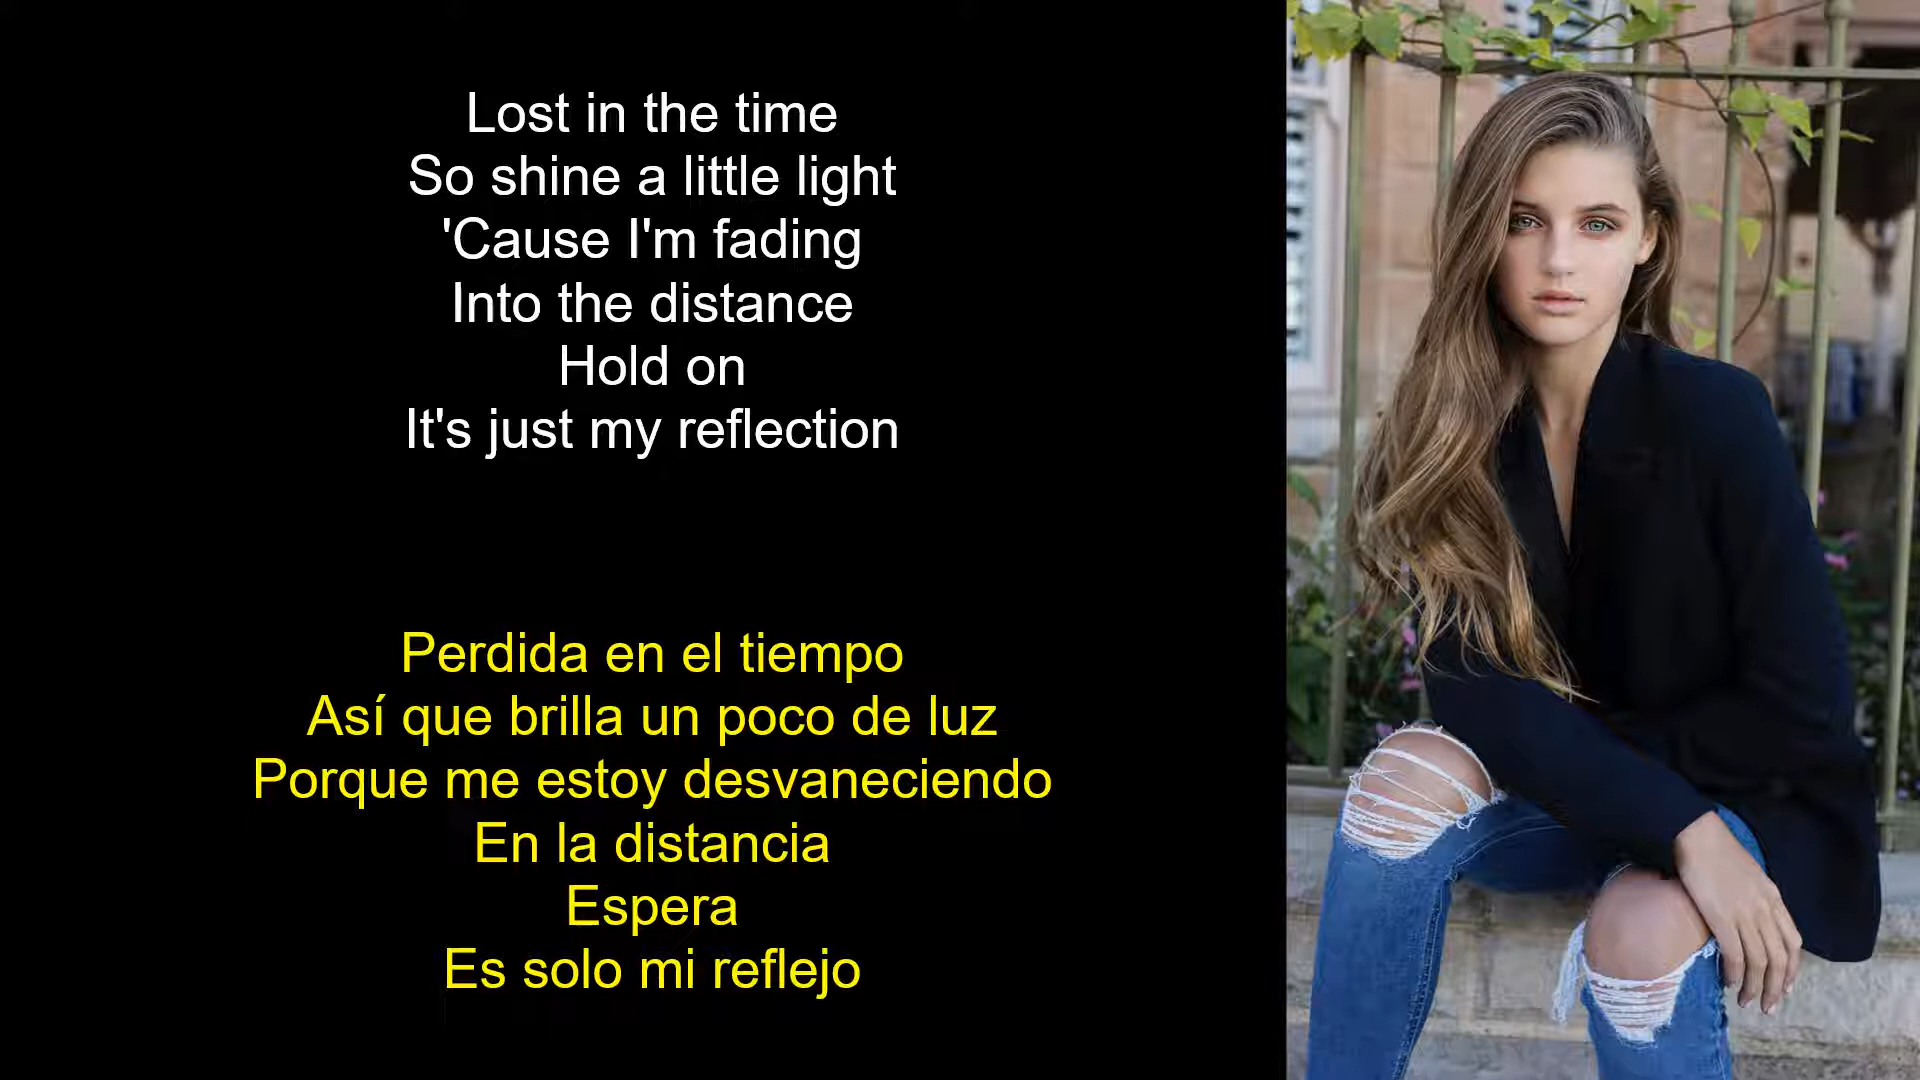 Lost in the time
So shine a little light
'Cause I'm fading
Into the distance
Hold on
It's just my reflection
Perdida en el tiempo
Así que brilla un poco de luz
Porque me estoy desvaneciendo
En la distancia
Espera
Es solo mi reflejo